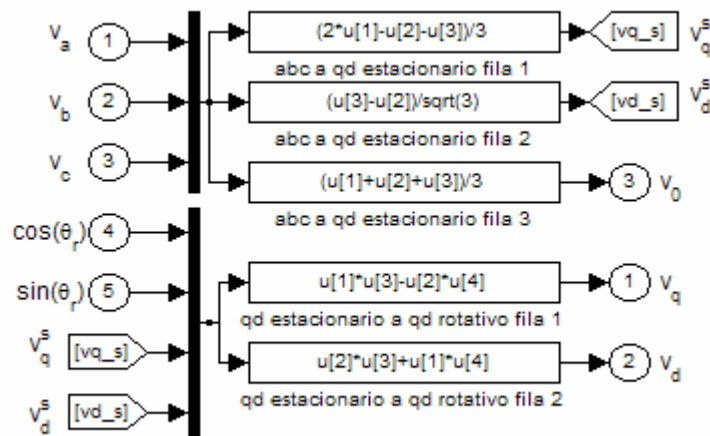 V_a 1 (2*u[1]-u[2]-u[3])/3 [vq_s] V_q^s
abc a qd estacionario fila 1
V_b 2 (u[3]-u[2])/sqrt(3) [vd_s] V_d^s
abc a qd estacionario fila 2
V_c 3 (u[1]+u[2]+u[3])/3 3 V_0
abc a qd estacionario fila 3
cos(θ_r) 4
sin(θ_r) 5 u[1]*u[3]-u[2]*u[4] 1 V_q
qd estacionario a qd rotativo fila 1
V_q^s [vq_s]
u[2]*u[3]+u[1]*u[4] 2 V_d
qd estacionario a qd rotativo fila 2
V_d^s [vd_s]